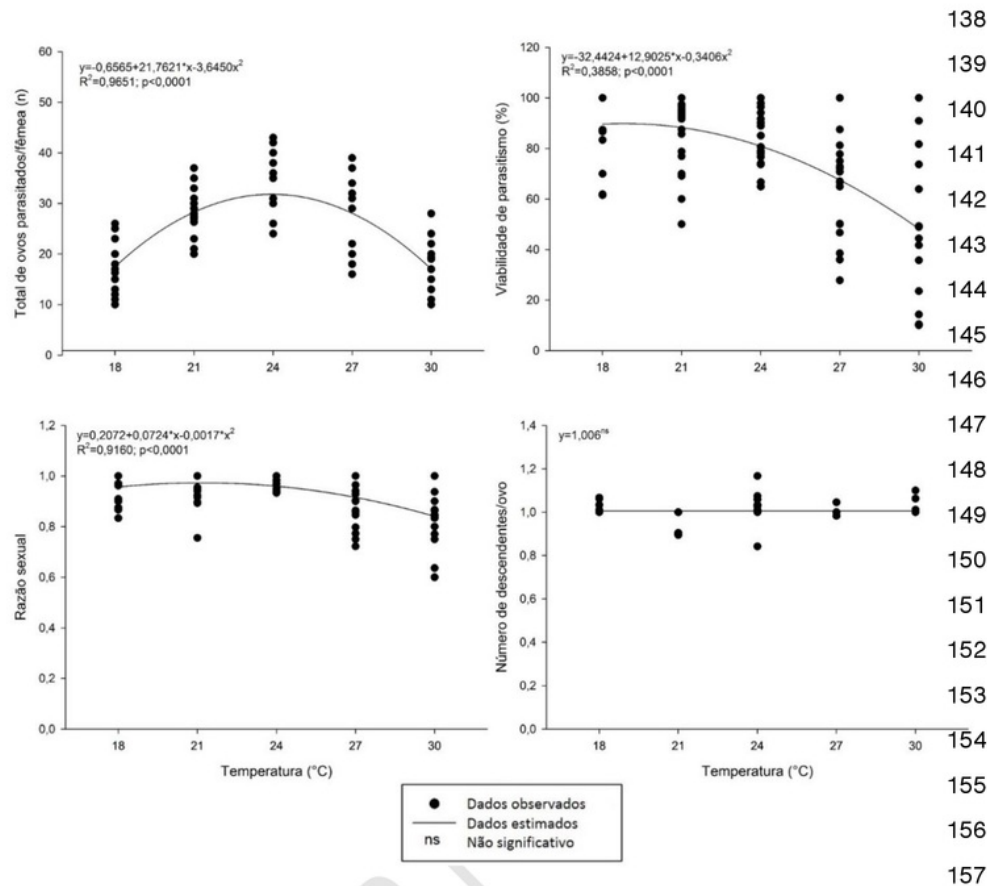 138
139
140
141
142
143
144
145
146
147
148
149
150
151
152
153
154
155
156
157
y=-0,6565+21,7621*x-3,6450x²
R²=0,9651; p<0,0001
Total de ovos parasitados/fêmea (n)
60
50
40
30
20
10
0
18 21 24 27 30
y=-32,4424+12,9025*x-0,3406x²
R²=0,3858; p<0,0001
Viabilidade de parasitismo (%)
120
100
80
60
40
20
0
18 21 24 27 30
y=0,2072+0,0724*x-0,0017*x²
R²=0,9160; p<0,0001
Razão sexual
1,2
1,0
0,8
0,6
0,4
0,2
0,0
18 21 24 27 30
Temperatura (°C)
y=1,006ns
Número de descendentes/ovo
1,4
1,2
1,0
0,8
0,6
0,4
0,2
0,0
18 21 24 27 30
Temperatura (°C)
Dados observados
Dados estimados
ns Não significativo